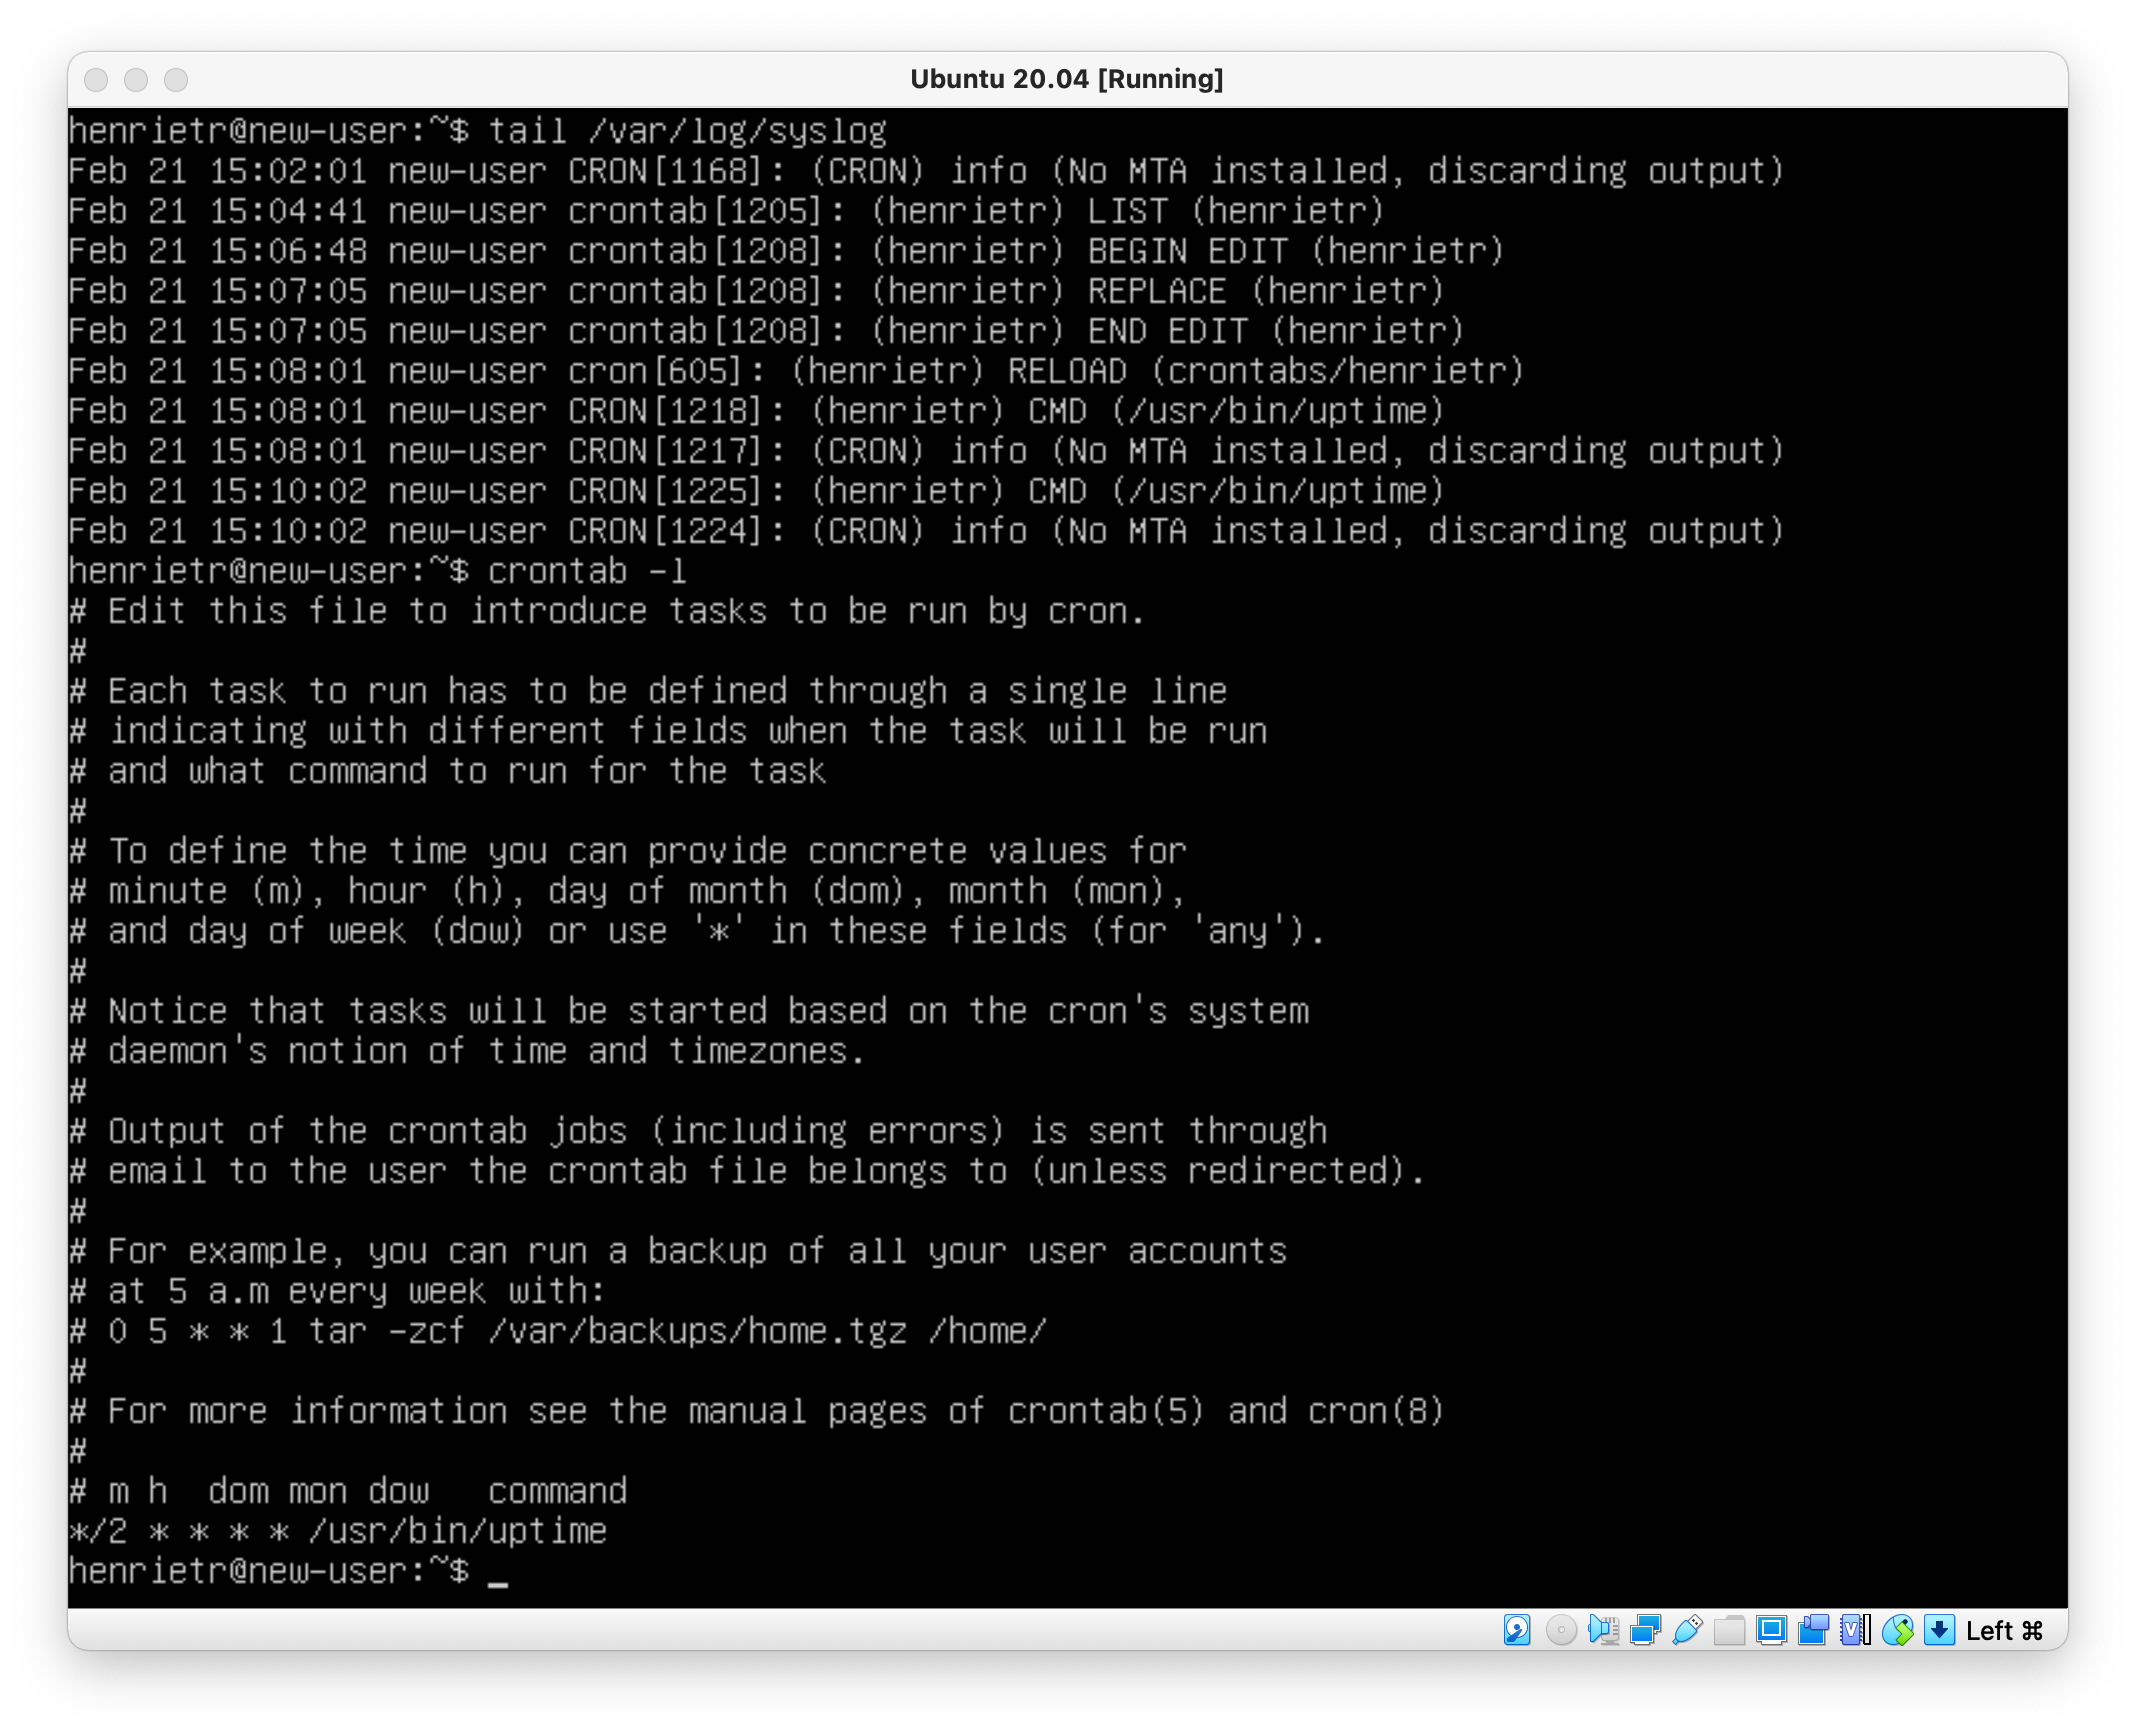 Ubuntu 20.04 [Running]
henrietr@new-user:~$ tail /var/log/syslog
Feb 21 15:02:01 new-user CRON[1168]: (CRON) info (No MTA installed, discarding output)
Feb 21 15:04:41 new-user crontab[1205]: (henrietr) LIST (henrietr)
Feb 21 15:06:48 new-user crontab[1208]: (henrietr) BEGIN EDIT (henrietr)
Feb 21 15:07:05 new-user crontab[1208]: (henrietr) REPLACE (henrietr)
Feb 21 15:07:05 new-user crontab[1208]: (henrietr) END EDIT (henrietr)
Feb 21 15:08:01 new-user cron[605]: (henrietr) RELOAD (crontabs/henrietr)
Feb 21 15:08:01 new-user CRON[1218]: (henrietr) CMD (/usr/bin/uptime)
Feb 21 15:08:01 new-user CRON[1217]: (CRON) info (No MTA installed, discarding output)
Feb 21 15:10:02 new-user CRON[1225]: (henrietr) CMD (/usr/bin/uptime)
Feb 21 15:10:02 new-user CRON[1224]: (CRON) info (No MTA installed, discarding output)
henrietr@new-user:~$ crontab -l
# Edit this file to introduce tasks to be run by cron.
#
# Each task to run has to be defined through a single line
# indicating with different fields when the task will be run
# and what command to run for the task
#
# To define the time you can provide concrete values for
# minute (m), hour (h), day of month (dom), month (mon),
# and day of week (dow) or use '*' in these fields (for 'any').
#
# Notice that tasks will be started based on the cron's system
# daemon's notion of time and timezones.
#
# Output of the crontab jobs (including errors) is sent through
# email to the user the crontab file belongs to (unless redirected).
#
# For example, you can run a backup of all your user accounts
# at 5 a.m every week with:
# 0 5 * * 1 tar -zcf /var/backups/home.tgz /home/
#
# For more information see the manual pages of crontab(5) and cron(8)
#
# m h  dom mon dow   command
*/2 * * * * /usr/bin/uptime
henrietr@new-user:~$ _
Left ⌘